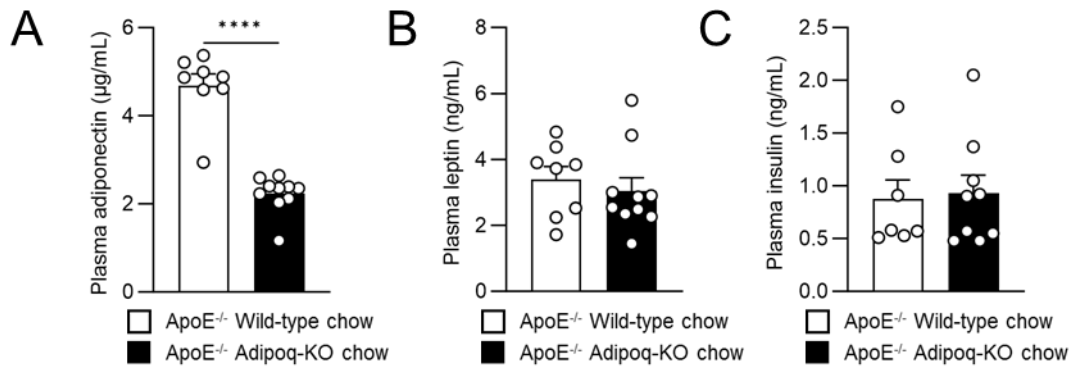 A
Plasma adiponectin (µg/mL)
6
4
2
0
****
ApoE-/- Wild-type chow
ApoE-/- Adipoq-KO chow
B
Plasma leptin (ng/mL)
8
6
4
2
0
ApoE-/- Wild-type chow
ApoE-/- Adipoq-KO chow
C
Plasma insulin (ng/mL)
2.5
2.0
1.5
1.0
0.5
0.0
ApoE-/- Wild-type chow
ApoE-/- Adipoq-KO chow